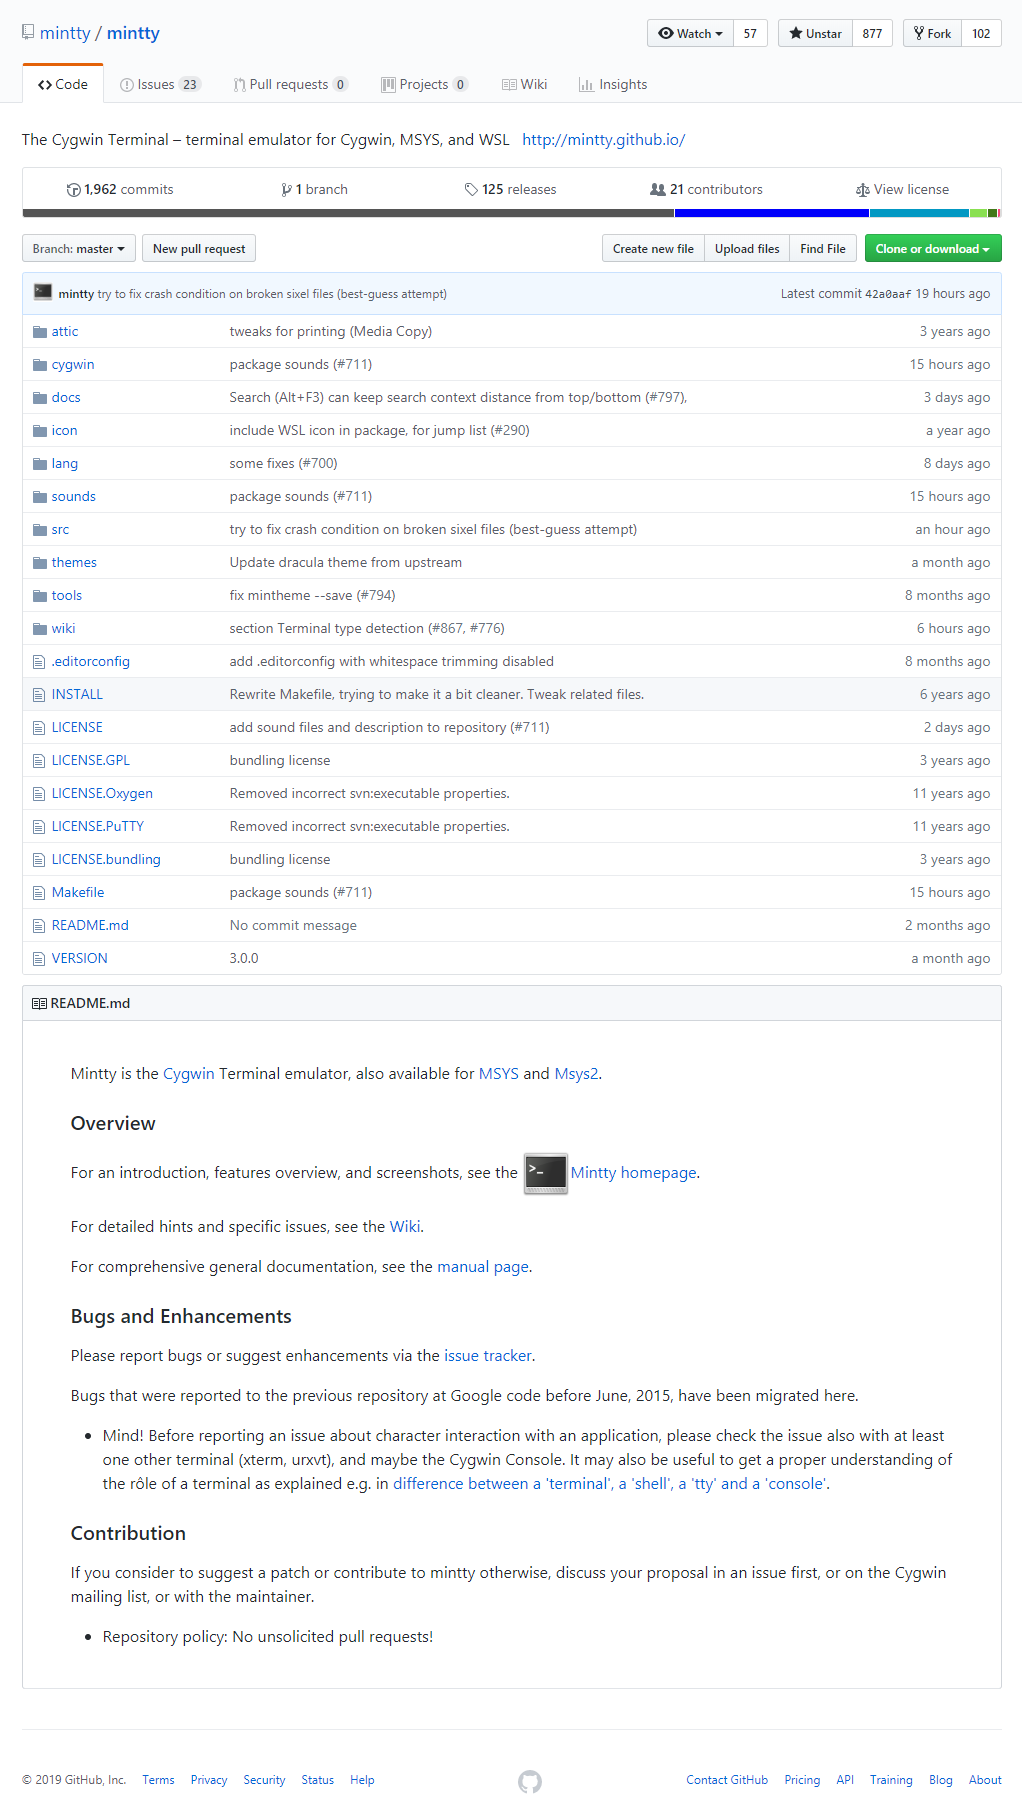 mintty / mintty
Watch 57 Unstar 877 Fork 102
Code Issues 23 Pull requests 0 Projects 0 Wiki Insights
The Cygwin Terminal – terminal emulator for Cygwin, MSYS, and WSL http://mintty.github.io/
1,962 commits 1 branch 125 releases 21 contributors View license
Branch: master New pull request Create new file Upload files Find File Clone or download
mintty try to fix crash condition on broken sixel files (best-guess attempt) Latest commit 42a0aaf 19 hours ago
attic tweaks for printing (Media Copy) 3 years ago
cygwin package sounds (#711) 15 hours ago
docs Search (Alt+F3) can keep search context distance from top/bottom (#797), 3 days ago
icon include WSL icon in package, for jump list (#290) a year ago
lang some fixes (#700) 8 days ago
sounds package sounds (#711) 15 hours ago
src try to fix crash condition on broken sixel files (best-guess attempt) an hour ago
themes Update dracula theme from upstream a month ago
tools fix mintheme --save (#794) 8 months ago
wiki section Terminal type detection (#867, #776) 6 hours ago
.editorconfig add .editorconfig with whitespace trimming disabled 8 months ago
INSTALL Rewrite Makefile, trying to make it a bit cleaner. Tweak related files. 6 years ago
LICENSE add sound files and description to repository (#711) 2 days ago
LICENSE.GPL bundling license 3 years ago
LICENSE.Oxygen Removed incorrect svn:executable properties. 11 years ago
LICENSE.PuTTY Removed incorrect svn:executable properties. 11 years ago
LICENSE.bundling bundling license 3 years ago
Makefile package sounds (#711) 15 hours ago
README.md No commit message 2 months ago
VERSION 3.0.0 a month ago
README.md
Mintty is the Cygwin Terminal emulator, also available for MSYS and Msys2.
Overview
For an introduction, features overview, and screenshots, see the >_ Mintty homepage.
For detailed hints and specific issues, see the Wiki.
For comprehensive general documentation, see the manual page.
Bugs and Enhancements
Please report bugs or suggest enhancements via the issue tracker.
Bugs that were reported to the previous repository at Google code before June, 2015, have been migrated here.
• Mind! Before reporting an issue about character interaction with an application, please check the issue also with at least
one other terminal (xterm, urxvt), and maybe the Cygwin Console. It may also be useful to get a proper understanding of
the rôle of a terminal as explained e.g. in difference between a 'terminal', a 'shell', a 'tty' and a 'console'.
Contribution
If you consider to suggest a patch or contribute to mintty otherwise, discuss your proposal in an issue first, or on the Cygwin
mailing list, or with the maintainer.
• Repository policy: No unsolicited pull requests!
© 2019 GitHub, Inc. Terms Privacy Security Status Help Contact GitHub Pricing API Training Blog About